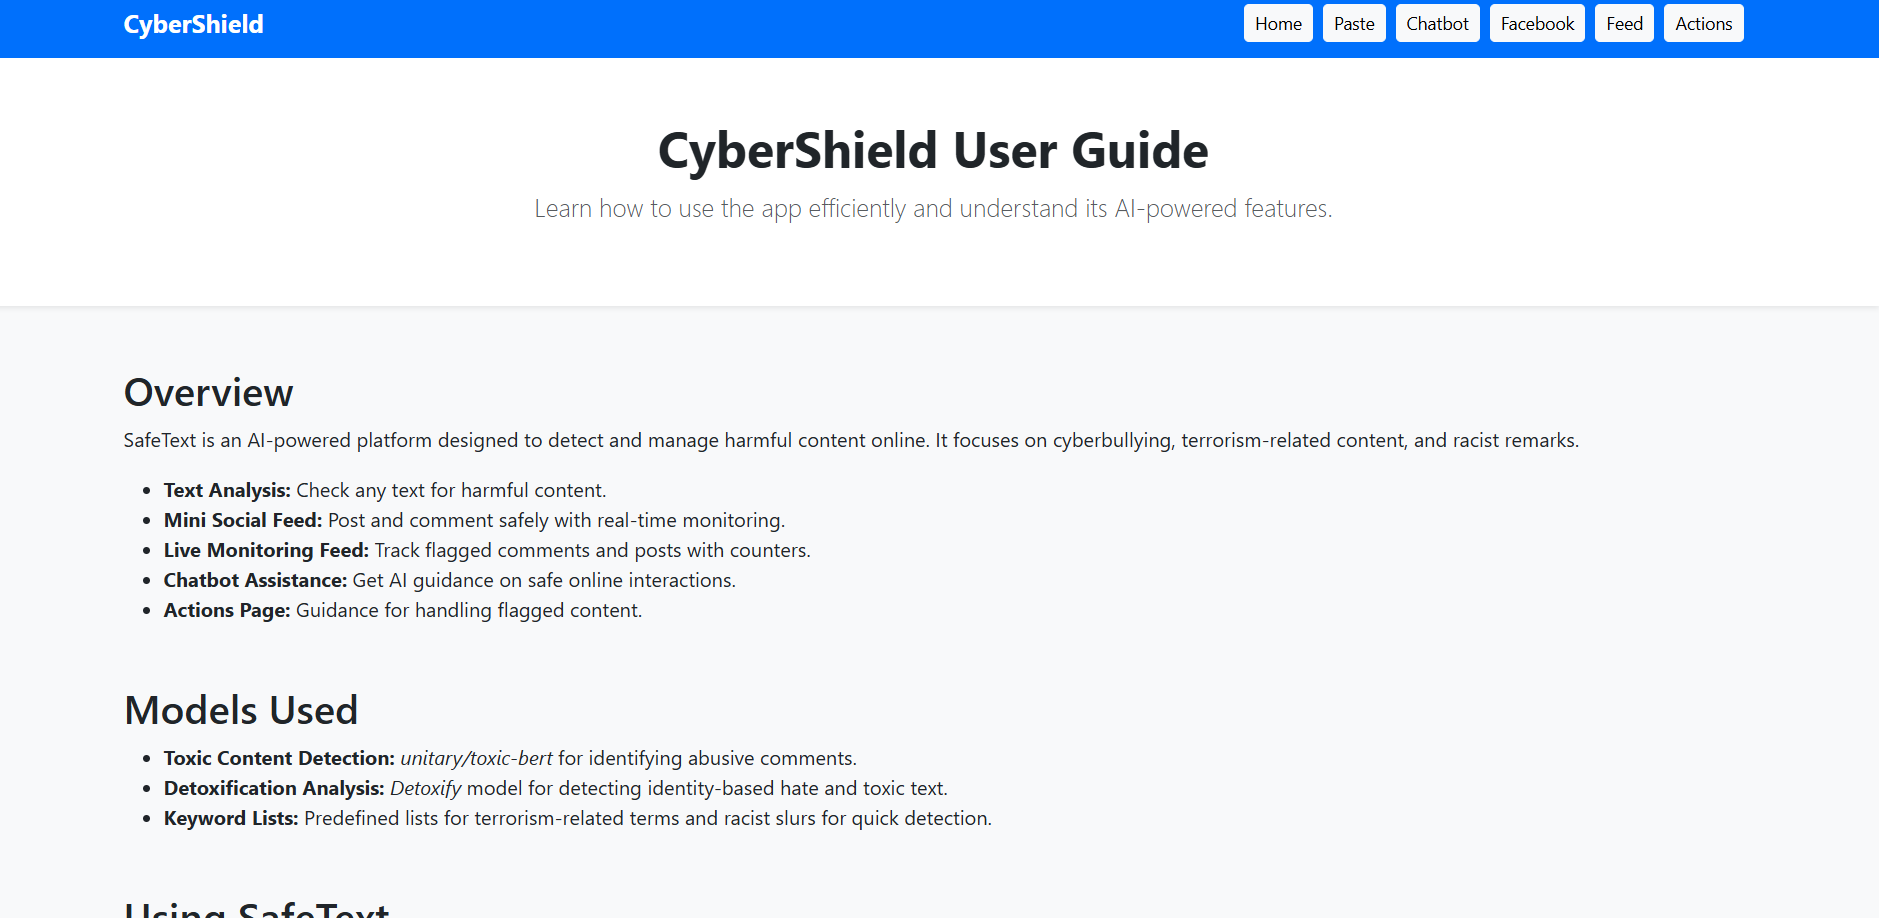 CyberShield
Home Paste Chatbot Facebook Feed Actions
CyberShield User Guide
Learn how to use the app efficiently and understand its AI-powered features.
Overview
SafeText is an AI-powered platform designed to detect and manage harmful content online. It focuses on cyberbullying, terrorism-related content, and racist remarks.
Text Analysis: Check any text for harmful content.
Mini Social Feed: Post and comment safely with real-time monitoring.
Live Monitoring Feed: Track flagged comments and posts with counters.
Chatbot Assistance: Get AI guidance on safe online interactions.
Actions Page: Guidance for handling flagged content.
Models Used
Toxic Content Detection: unitary/toxic-bert for identifying abusive comments.
Detoxification Analysis: Detoxify model for detecting identity-based hate and toxic text.
Keyword Lists: Predefined lists for terrorism-related terms and racist slurs for quick detection.
Using SafeText